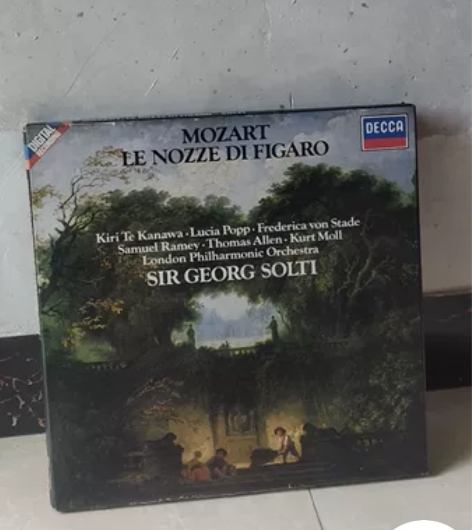 DIGITAL
DECCA
MOZART
LE NOZZE DI FIGARO
Kiri Te Kanawa · Lucia Popp · Frederica von Stade
Samuel Ramey · Thomas Allen · Kurt Moll
London Philharmonic Orchestra
SIR GEORG SOLTI